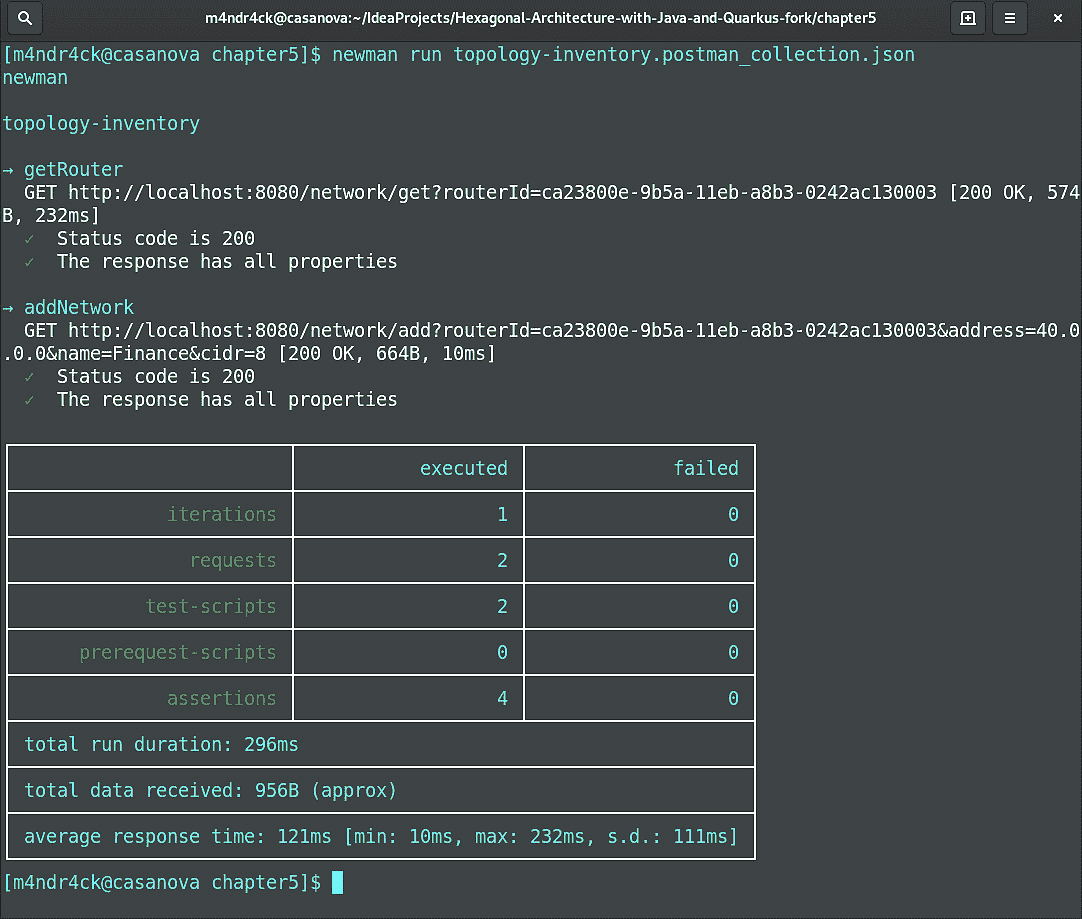 m4ndr4ck@casanova:~/IdeaProjects/Hexagonal-Architecture-with-Java-and-Quarkus-fork/chapter5
[m4ndr4ck@casanova chapter5]$ newman run topology-inventory.postman_collection.json
newman
topology-inventory
→ getRouter
GET http://localhost:8080/network/get?routerId=ca23800e-9b5a-11eb-a8b3-0242ac130003 [200 OK, 574
B, 232ms]
✓ Status code is 200
✓ The response has all properties
→ addNetwork
GET http://localhost:8080/network/add?routerId=ca23800e-9b5a-11eb-a8b3-0242ac130003&address=40.0
.0.0&name=Finance&cidr=8 [200 OK, 664B, 10ms]
✓ Status code is 200
✓ The response has all properties
executed failed
iterations 1 0
requests 2 0
test-scripts 2 0
prerequest-scripts 0 0
assertions 4 0
total run duration: 296ms
total data received: 956B (approx)
average response time: 121ms [min: 10ms, max: 232ms, s.d.: 111ms]
[m4ndr4ck@casanova chapter5]$